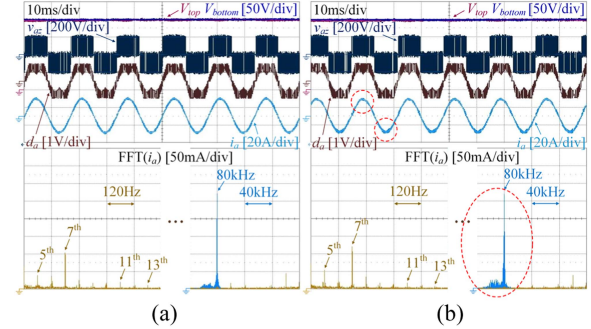 10ms/div
V_top V_bottom [50V/div]
v_az [200V/div]
d_a [1V/div]
i_a [20A/div]
FFT(i_a) [50mA/div]
120Hz
80kHz
40kHz
5th
7th
11th
13th
(a)
10ms/div
V_top V_bottom [50V/div]
v_az [200V/div]
d_a [1V/div]
i_a [20A/div]
FFT(i_a) [50mA/div]
120Hz
80kHz
40kHz
5th
7th
11th
13th
(b)